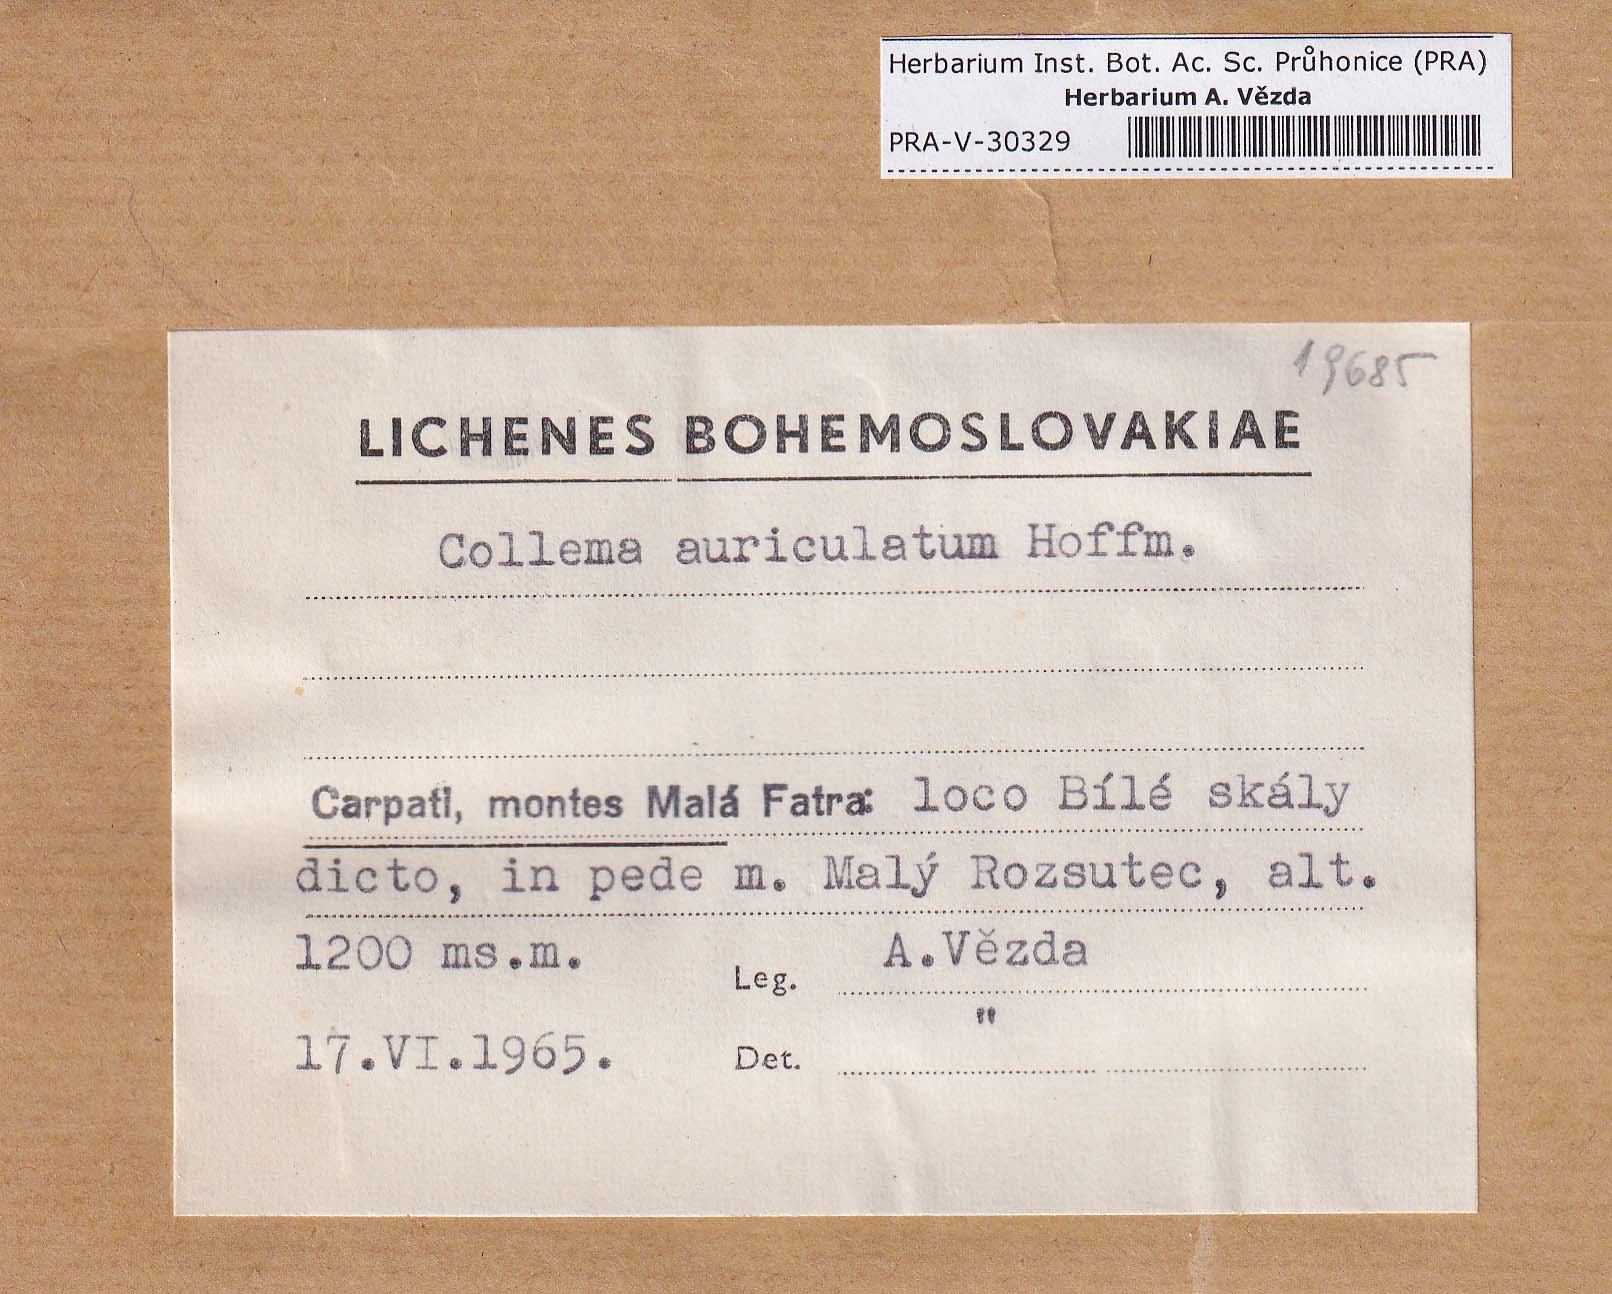 Herbarium Inst. Bot. Ac. Sc. Průhonice (PRA)
Herbarium A. Vězda
PRA-V-30329
19685
LICHENES BOHEMOSLOVAKIAE
Collema auriculatum Hoffm.
Carpati, montes Malá Fatra: loco Bílé skály
dicto, in pede m. Malý Rozsutec, alt.
1200 ms.m.
Leg. A.Vězda
17.VI.1965.
Det. "